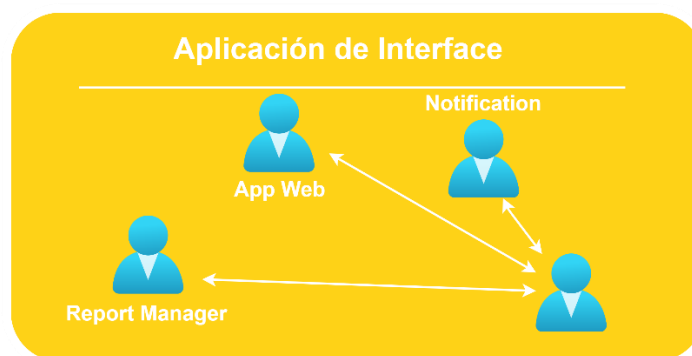 Aplicación de Interface
Notification
App Web
Report Manager